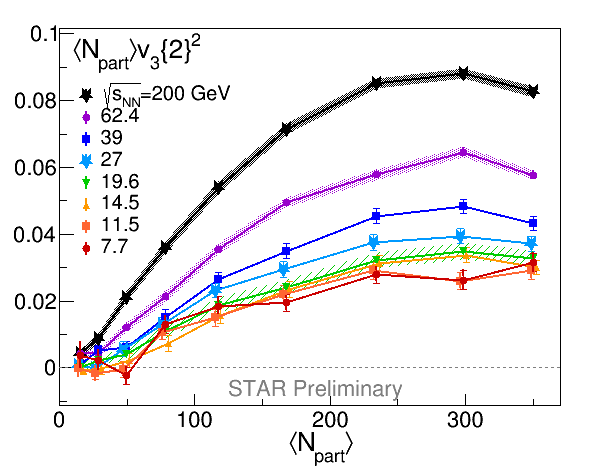 0.1
⟨N_part⟩v_3{2}^2
√s_NN=200 GeV
62.4
39
27
19.6
14.5
11.5
7.7
0.08
0.06
0.04
0.02
0
STAR Preliminary
0 100 200 300
⟨N_part⟩